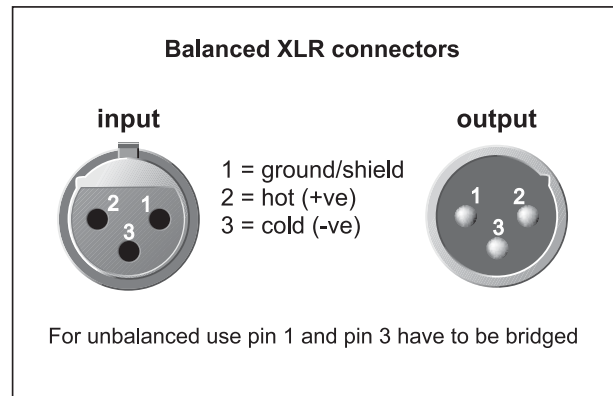 Balanced XLR connectors
input
output
2 1
3
1 = ground/shield
2 = hot (+ve)
3 = cold (-ve)
1 2
3
For unbalanced use pin 1 and pin 3 have to be bridged